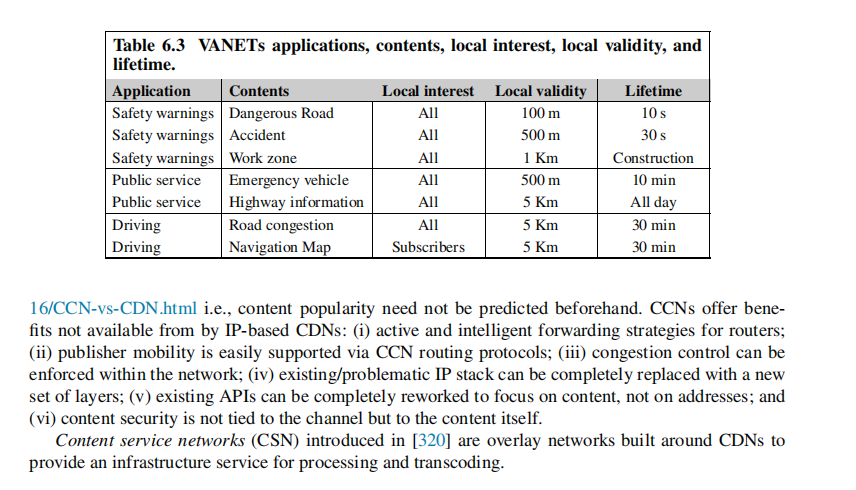 Table 6.3 VANETs applications, contents, local interest, local validity, and
lifetime.
Application Contents Local interest Local validity Lifetime
Safety warnings Dangerous Road All 100 m 10 s
Safety warnings Accident All 500 m 30 s
Safety warnings Work zone All 1 Km Construction
Public service Emergency vehicle All 500 m 10 min
Public service Highway information All 5 Km All day
Driving Road congestion All 5 Km 30 min
Driving Navigation Map Subscribers 5 Km 30 min
16/CCN-vs-CDN.html i.e., content popularity need not be predicted beforehand. CCNs offer bene-
fits not available from by IP-based CDNs: (i) active and intelligent forwarding strategies for routers;
(ii) publisher mobility is easily supported via CCN routing protocols; (iii) congestion control can be
enforced within the network; (iv) existing/problematic IP stack can be completely replaced with a new
set of layers; (v) existing APIs can be completely reworked to focus on content, not on addresses; and
(vi) content security is not tied to the channel but to the content itself.
Content service networks (CSN) introduced in [320] are overlay networks built around CDNs to
provide an infrastructure service for processing and transcoding.